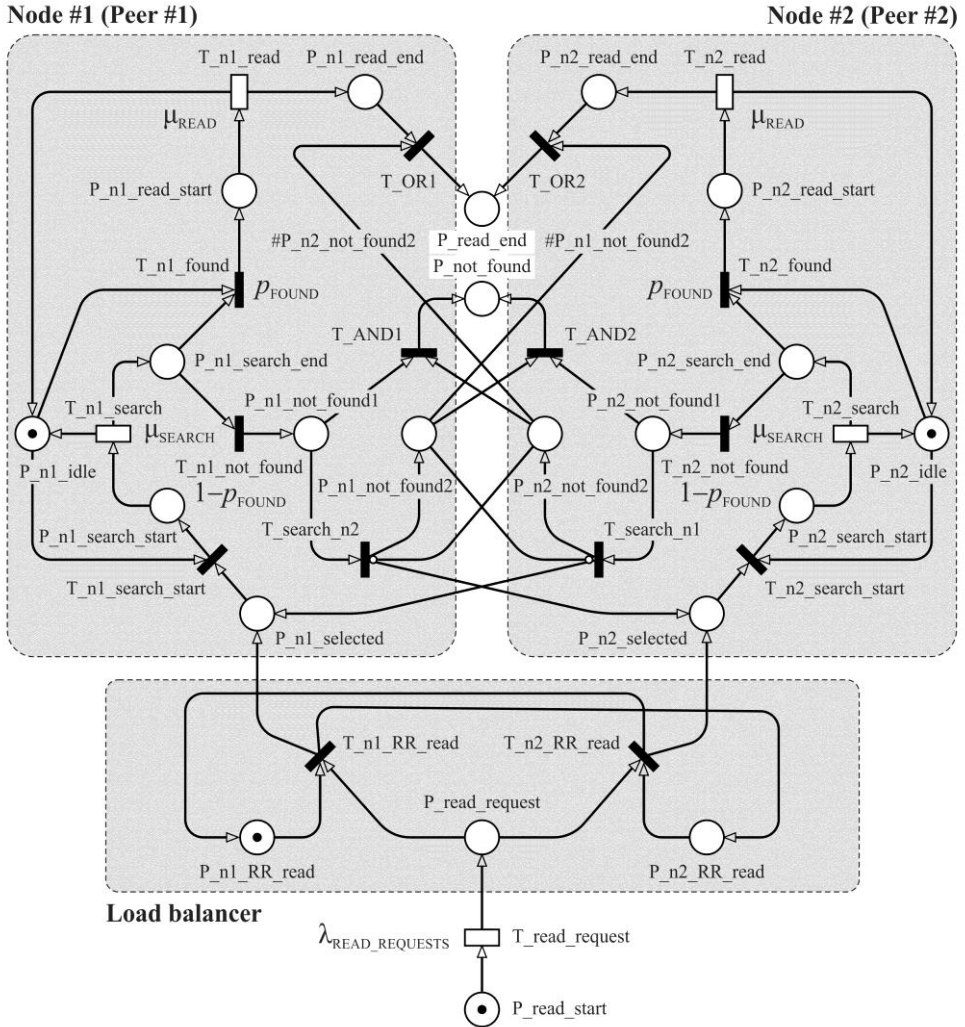 Node #1 (Peer #1)
Node #2 (Peer #2)
T_n1_read
P_n1_read_end
P_n2_read_end
T_n2_read
μREAD
μREAD
P_n1_read_start
T_OR1
T_OR2
P_n2_read_start
#P_n2_not_found2
P_read_end
#P_n1_not_found2
T_n1_found
P_not_found
T_n2_found
pFOUND
pFOUND
T_AND1
T_AND2
P_n1_search_end
P_n2_search_end
P_n1_not_found1
P_n2_not_found1
T_n1_search
T_n2_search
μSEARCH
μSEARCH
P_n1_idle
T_n1_not_found
T_n2_not_found
P_n2_idle
1−pFOUND
P_n1_not_found2
P_n2_not_found2
1−pFOUND
P_n1_search_start
T_search_n2
T_search_n1
P_n2_search_start
T_n1_search_start
T_n2_search_start
P_n1_selected
P_n2_selected
T_n1_RR_read
T_n2_RR_read
P_read_request
P_n1_RR_read
P_n2_RR_read
Load balancer
λREAD_REQUESTS
T_read_request
P_read_start